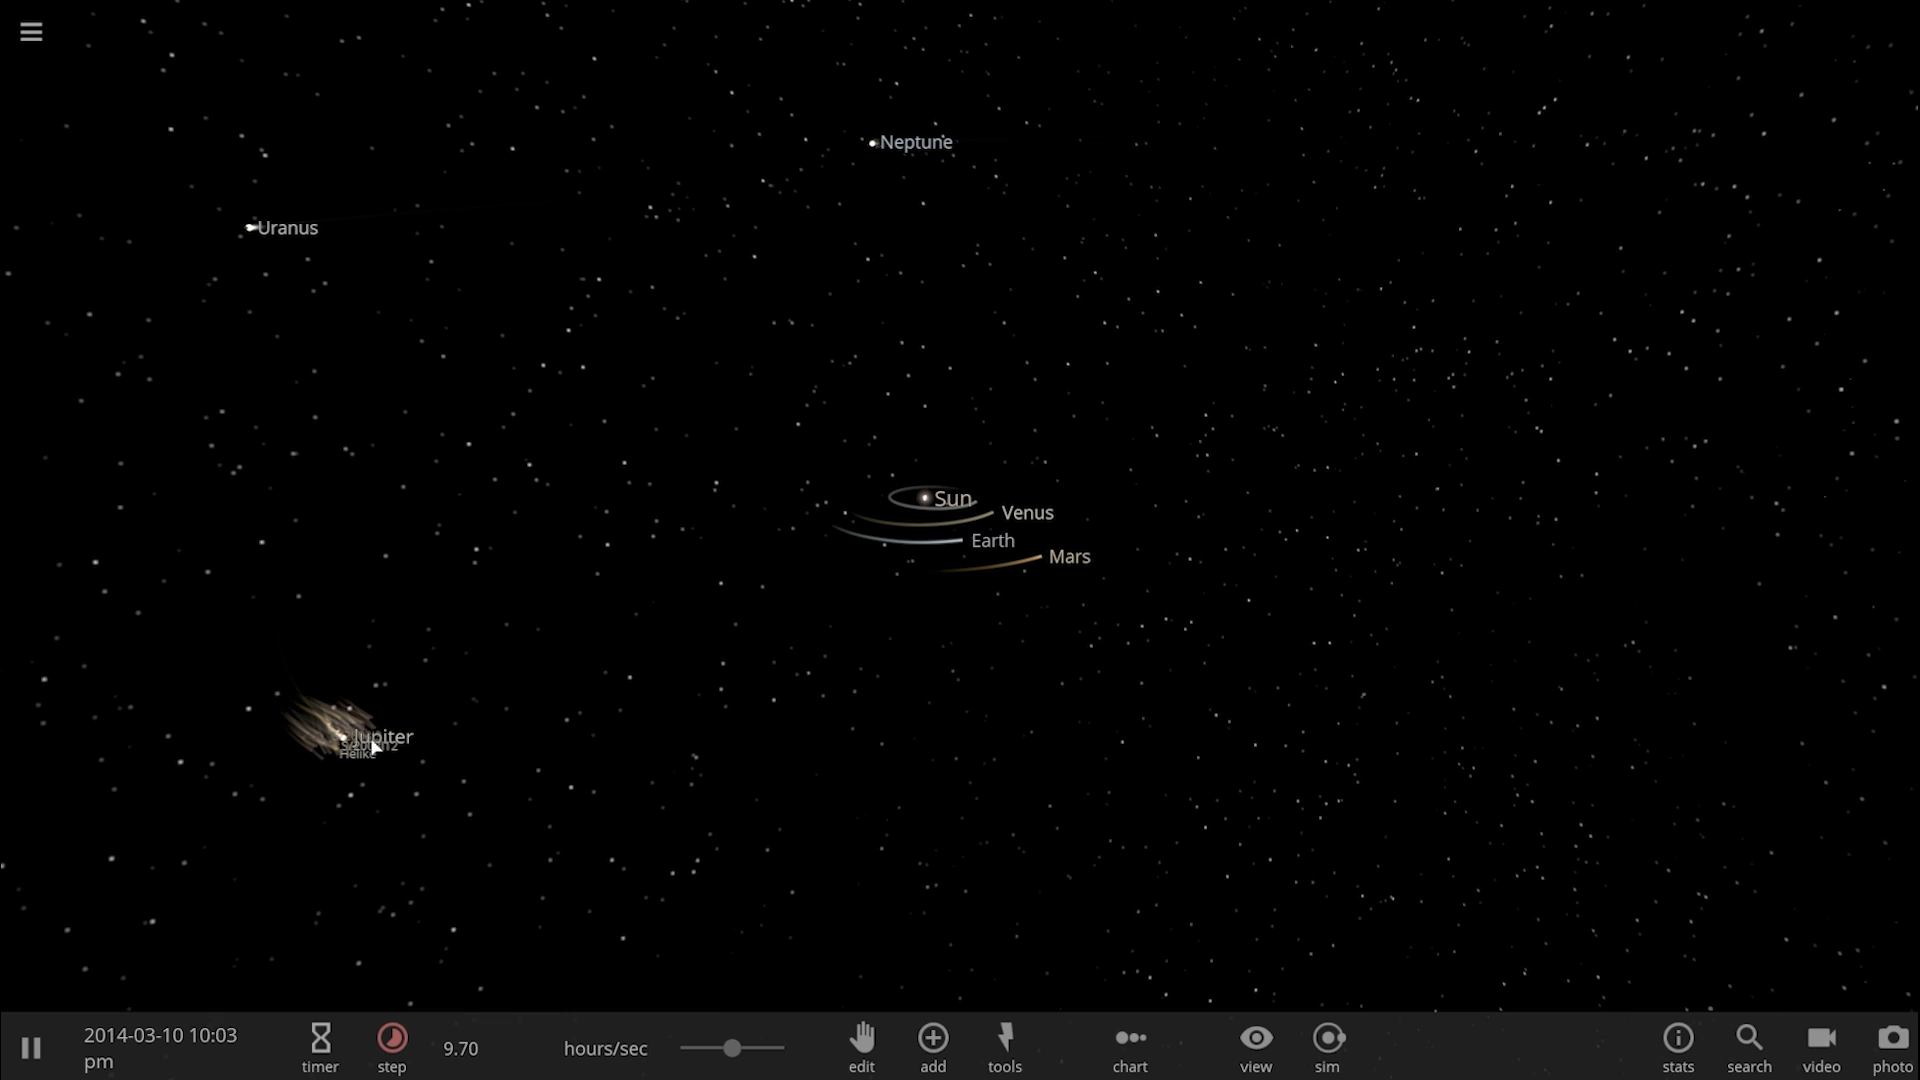 Neptune
Uranus
Sun
Venus
Earth
Mars
Jupiter
Helike
2014-03-10 10:03
pm
timer
step
9.70
hours/sec
edit
add
tools
chart
view
sim
stats
search
video
photo